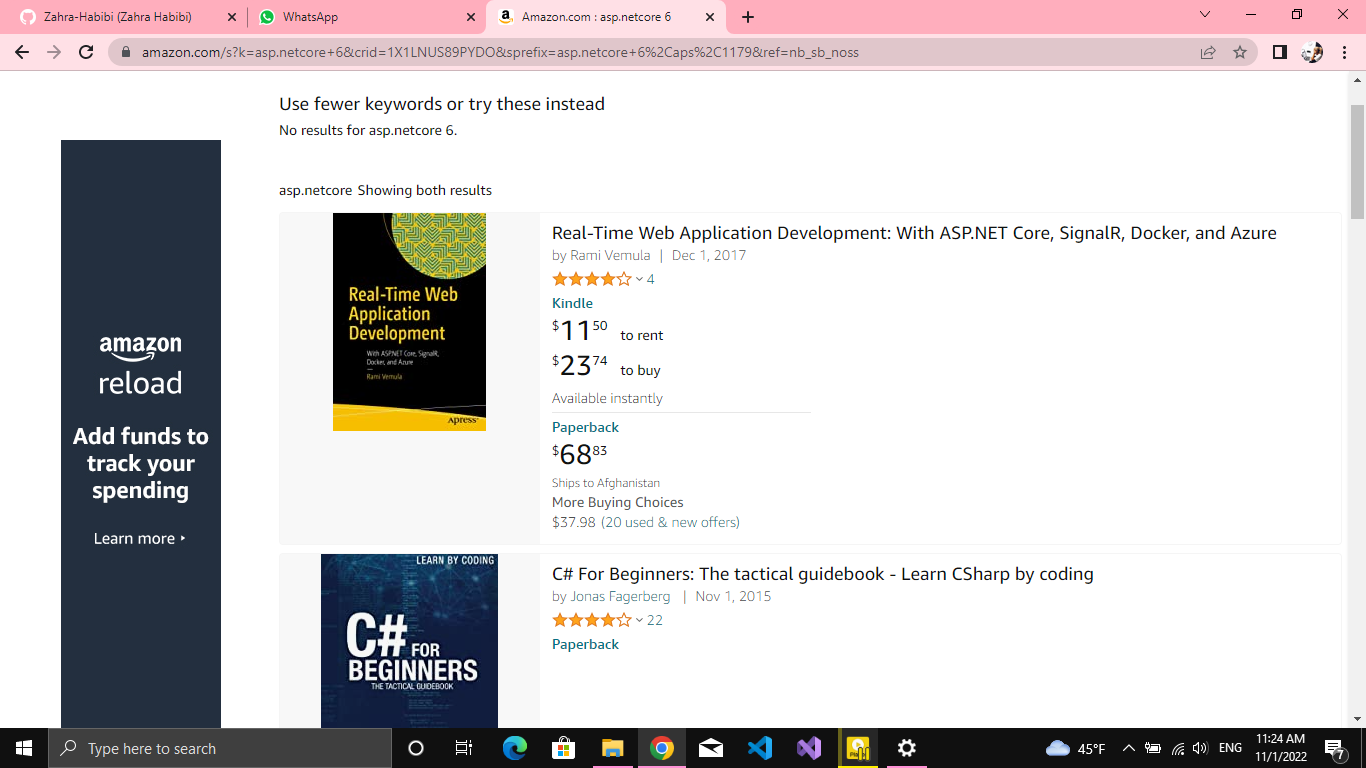 Zahra-Habibi (Zahra Habibi)
WhatsApp
Amazon.com : asp.netcore 6
amazon.com/s?k=asp.netcore+6&crid=1X1LNUS89PYDO&sprefix=asp.netcore+6%2Caps%2C1179&ref=nb_sb_noss
Use fewer keywords or try these instead
No results for asp.netcore 6.
asp.netcore Showing both results
Real-Time Web
Application
Development
With ASP.NET Core, SignalR,
Docker, and Azure
Rami Vemula
Apress®
Real-Time Web Application Development: With ASP.NET Core, SignalR, Docker, and Azure
by Rami Vemula | Dec 1, 2017
4
Kindle
$11 50 to rent
$23 74 to buy
Available instantly
Paperback
$68 83
Ships to Afghanistan
More Buying Choices
$37.98 (20 used & new offers)
amazon
reload
Add funds to
track your
spending
Learn more
LEARN BY CODING
C# FOR
BEGINNERS
THE TACTICAL GUIDEBOOK
C# For Beginners: The tactical guidebook - Learn CSharp by coding
by Jonas Fagerberg | Nov 1, 2015
22
Paperback
Type here to search
45°F
ENG
11:24 AM
11/1/2022
7